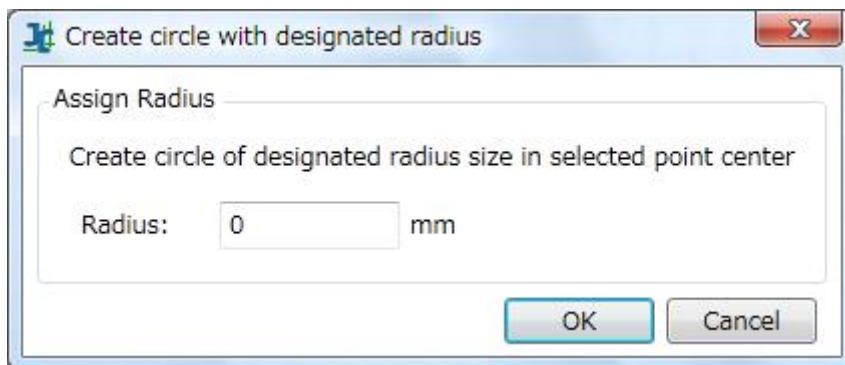 Create circle with designated radius
Assign Radius
Create circle of designated radius size in selected point center
Radius: 0 mm
OK Cancel